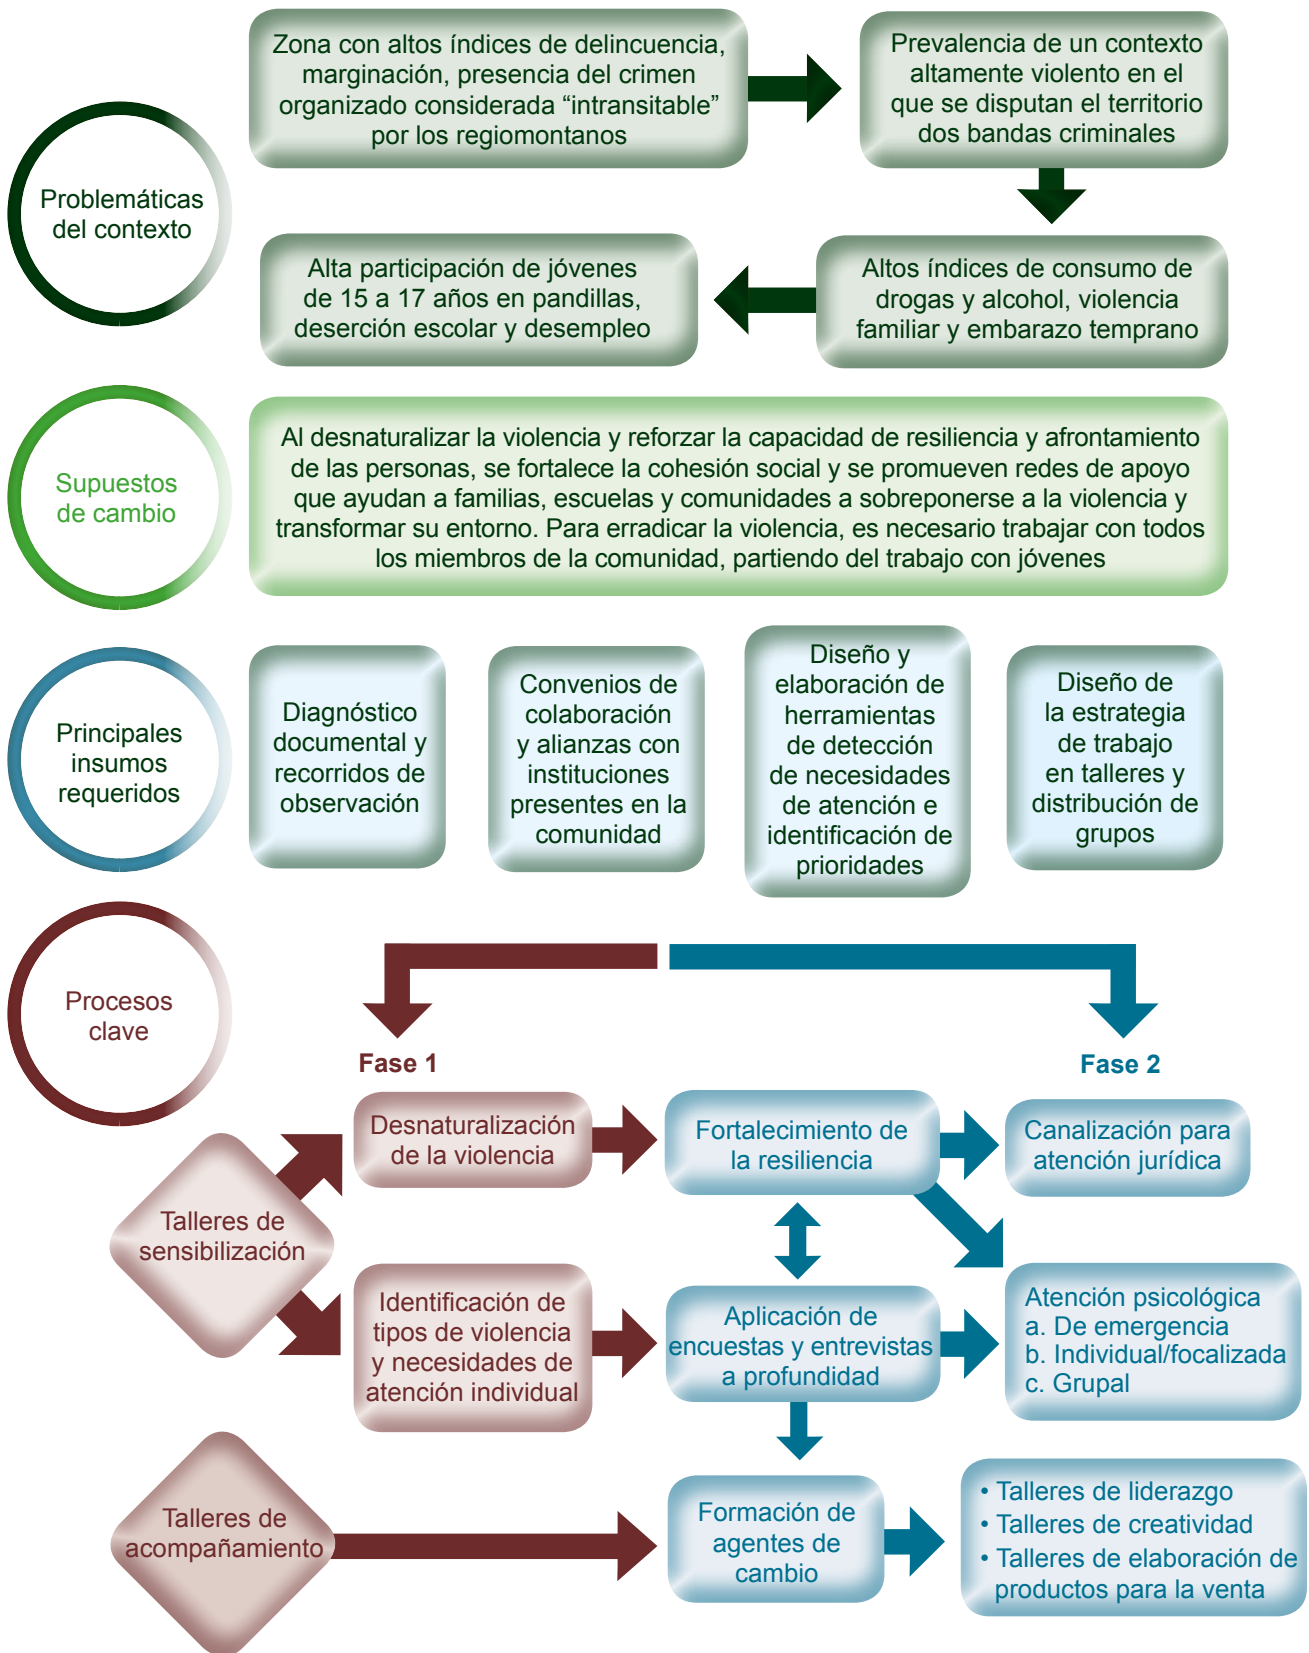 Problemáticas
del contexto
Zona con altos índices de delincuencia,
marginación, presencia del crimen
organizado considerada “intransitable”
por los regiomontanos
Prevalencia de un contexto
altamente violento en el
que se disputan el territorio
dos bandas criminales
Alta participación de jóvenes
de 15 a 17 años en pandillas,
deserción escolar y desempleo
Altos índices de consumo de
drogas y alcohol, violencia
familiar y embarazo temprano
Supuestos
de cambio
Al desnaturalizar la violencia y reforzar la capacidad de resiliencia y afrontamiento
de las personas, se fortalece la cohesión social y se promueven redes de apoyo
que ayudan a familias, escuelas y comunidades a sobreponerse a la violencia y
transformar su entorno. Para erradicar la violencia, es necesario trabajar con todos
los miembros de la comunidad, partiendo del trabajo con jóvenes
Principales
insumos
requeridos
Diagnóstico
documental y
recorridos de
observación
Convenios de
colaboración
y alianzas con
instituciones
presentes en la
comunidad
Diseño y
elaboración de
herramientas
de detección
de necesidades
de atención e
identificación de
prioridades
Diseño de
la estrategia
de trabajo
en talleres y
distribución de
grupos
Procesos
clave
Fase 1
Fase 2
Talleres de
sensibilización
Desnaturalización
de la violencia
Fortalecimiento de
la resiliencia
Canalización para
atención jurídica
Identificación de
tipos de violencia
y necesidades de
atención individual
Aplicación de
encuestas y entrevistas
a profundidad
Atención psicológica
a. De emergencia
b. Individual/focalizada
c. Grupal
Talleres de
acompañamiento
Formación de
agentes de
cambio
• Talleres de liderazgo
• Talleres de creatividad
• Talleres de elaboración de
productos para la venta